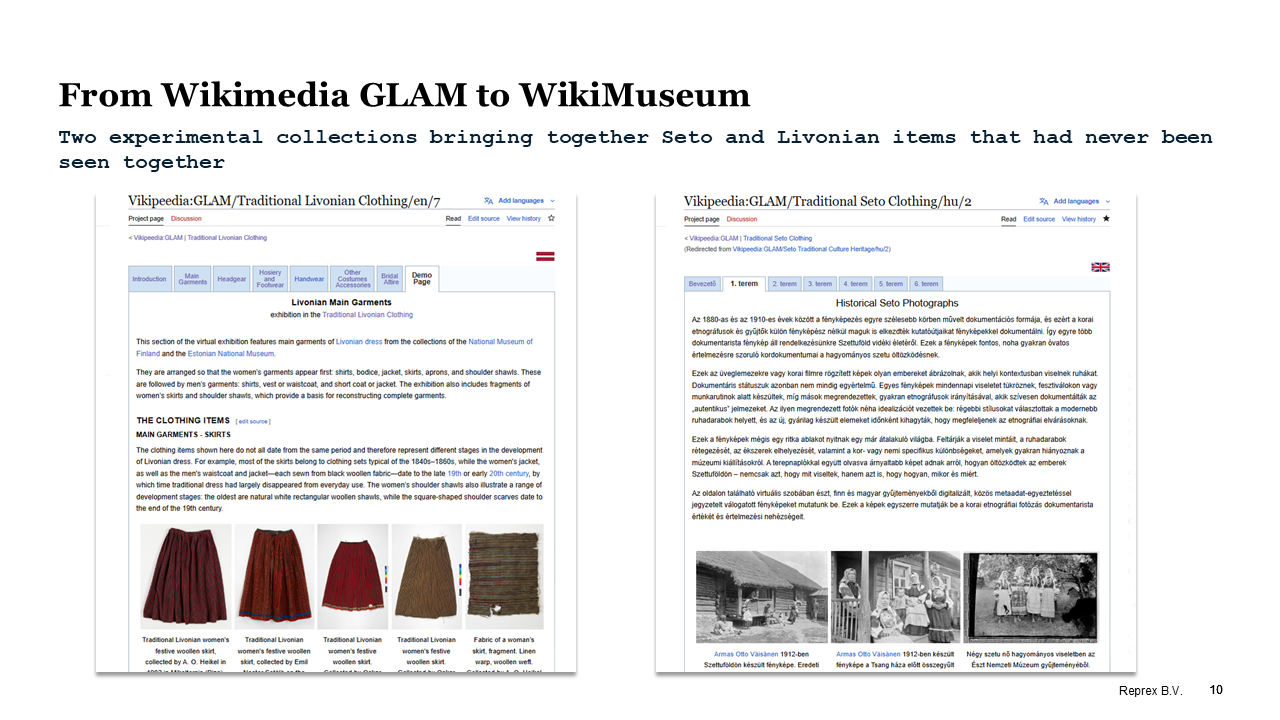 From Wikimedia GLAM to WikiMuseum
Two experimental collections bringing together Seto and Livonian items that had never been
seen together
Vikipeedia:GLAM/Traditional Livonian Clothing/en/7
Add languages
Project page Discussion
Read Edit source View history
< Vikipeedia:GLAM | Traditional Livonian Clothing
Introduction
Main
Garments
Headgear
Hosiery
and
Footwear
Handwear
Other
Costumes
Accessories
Bridal
Attire
Demo
Page
Livonian Main Garments
exhibition in the Traditional Livonian Clothing
This section of the virtual exhibition features main garments of Livonian dress from the collections of the National Museum of
Finland and the Estonian National Museum.
They are arranged so that the women's garments appear first: shirts, bodice, jacket, skirts, aprons, and shoulder shawls. These
are followed by men's garments: shirts, vest or waistcoat, and short coat or jacket. The exhibition also includes fragments of
women's skirts and shoulder shawls, which provide a basis for reconstructing complete garments.
THE CLOTHING ITEMS [ edit source ]
MAIN GARMENTS - SKIRTS
The clothing items shown here do not all date from the same period and therefore represent different stages in the development
of Livonian dress. For example, most of the skirts belong to clothing sets typical of the 1840s–1860s, while the women's jacket,
as well as the men's waistcoat and jacket—each sewn from black woollen fabric—date to the late 19th or early 20th century, by
which time traditional dress had largely disappeared from everyday use. The women's shoulder shawls also illustrate a range of
development stages: the oldest are natural white rectangular woollen shawls, while the square-shaped shoulder scarves date to
the end of the 19th century.
Traditional Livonian women's
festive woollen skirt,
collected by A. O. Heikel in
Traditional Livonian
women's festive woollen
skirt, collected by Emil
Traditional Livonian
women's festive woollen
skirt.
Traditional Livonian
women's festive woollen
skirt.
Fabric of a woman's
skirt, fragment. Linen
warp, woollen weft.
Vikipeedia:GLAM/Traditional Seto Clothing/hu/2
Add languages
Project page Discussion
Read Edit source View history
< Vikipeedia:GLAM | Traditional Seto Clothing
(Redirected from Vikipeedia:GLAM/Seto Traditional Culture Heritage/hu/2)
Bevezető 1. terem 2. terem 3. terem 4. terem 5. terem 6. terem
Historical Seto Photographs
Az 1880-as és az 1910-es évek között a fényképezés egyre szélesebb körben művelt dokumentációs formája, és ezért a korai
etnográfusok és gyűjtők külön fényképész nélkül maguk is elkezdték kutatóútjaikat fényképekkel dokumentálni. Így egyre több
dokumentarista fénykép áll rendelkezésünkre Szettuföld vidéki életéről. Ezek a fényképek fontos, noha gyakran óvatos
értelmezésre szoruló kordokumentumai a hagyományos szetu öltözködésnek.
Ezek az üveglemezekre vagy korai filmre rögzített képek olyan embereket ábrázolnak, akik helyi kontextusban viselnek ruhákat.
Dokumentáris státuszuk azonban nem mindig egyértelmű. Egyes fényképek mindennapi viseletet tükröznek, fesztiválokon vagy
munkarutinok alatt készültek, míg mások megrendezettek, gyakran etnográfusok irányításával, akik szívesen dokumentálták az
„autentikus” jelmezeket. Az ilyen megrendezett fotók néha idealizációt vezettek be: régebbi stílusokat választottak a modernebb
ruhadarabok helyett, és az új, gyárilag készült elemeket időnként kihagyták, hogy megfeleljenek az etnográfiai elvárásoknak.
Ezek a fényképek mégis egy ritka ablakot nyitnak egy már átalakuló világba. Feltárják a viselet mintáit, a ruhadarabok
rétegezését, az ékszerek elhelyezését, valamint a kor- vagy nemi specifikus különbségeket, amelyek gyakran hiányoznak a
múzeumi kiállításokról. A terepnaplókkal együtt olvasva árnyaltabb képet adnak arról, hogyan öltözködtek az emberek
Szettuföldön – nemcsak azt, hogy mit viseltek, hanem azt is, hogy hogyan, mikor és miért.
Az oldalon található virtuális szobában észt, finn és magyar gyűjteményekből digitalizált, közös metaadat-egyeztetéssel
jegyzetelt válogatott fényképeket mutatunk be. Ezek a képek egyszerre mutatják be a korai etnográfiai fotózás dokumentarista
értékét és értelmezési nehézségeit.
Armas Otto Väisänen 1912-ben
Szettuföldön készült fényképe. Eredeti
Armas Otto Väisänen 1912-ben készült
fényképe a Tsang háza előtt összegyűlt
Négy szetu nő hagyományos viseletben az
Észt Nemzeti Múzeum gyűjteményéből.
Reprex B.V. 10